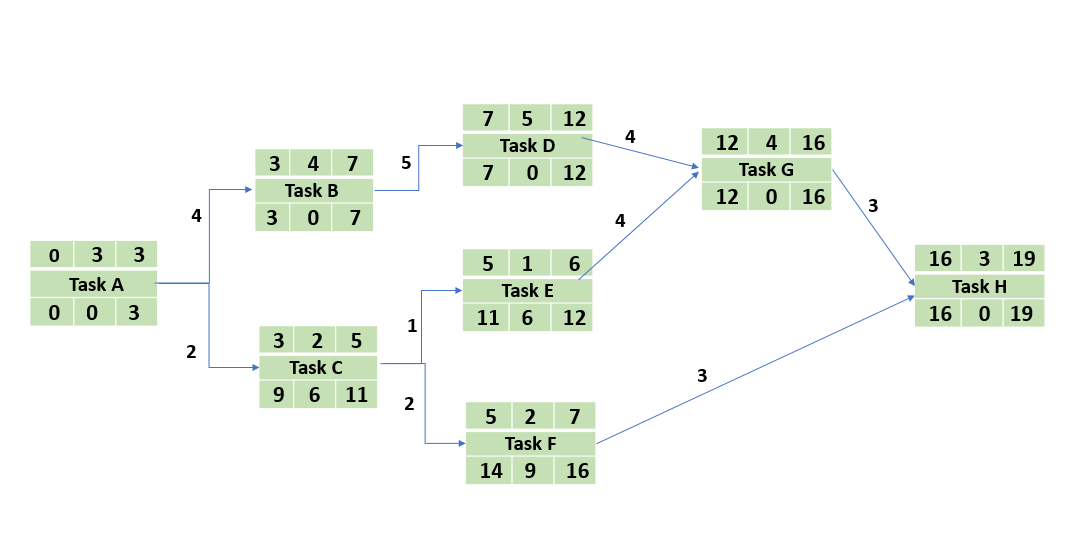 0 3 3
Task A
0 0 3
4
2
3 4 7
Task B
3 0 7
3 2 5
Task C
9 6 11
5
1
2
7 5 12
Task D
7 0 12
5 1 6
Task E
11 6 12
5 2 7
Task F
14 9 16
4
4
3
12 4 16
Task G
12 0 16
3
16 3 19
Task H
16 0 19